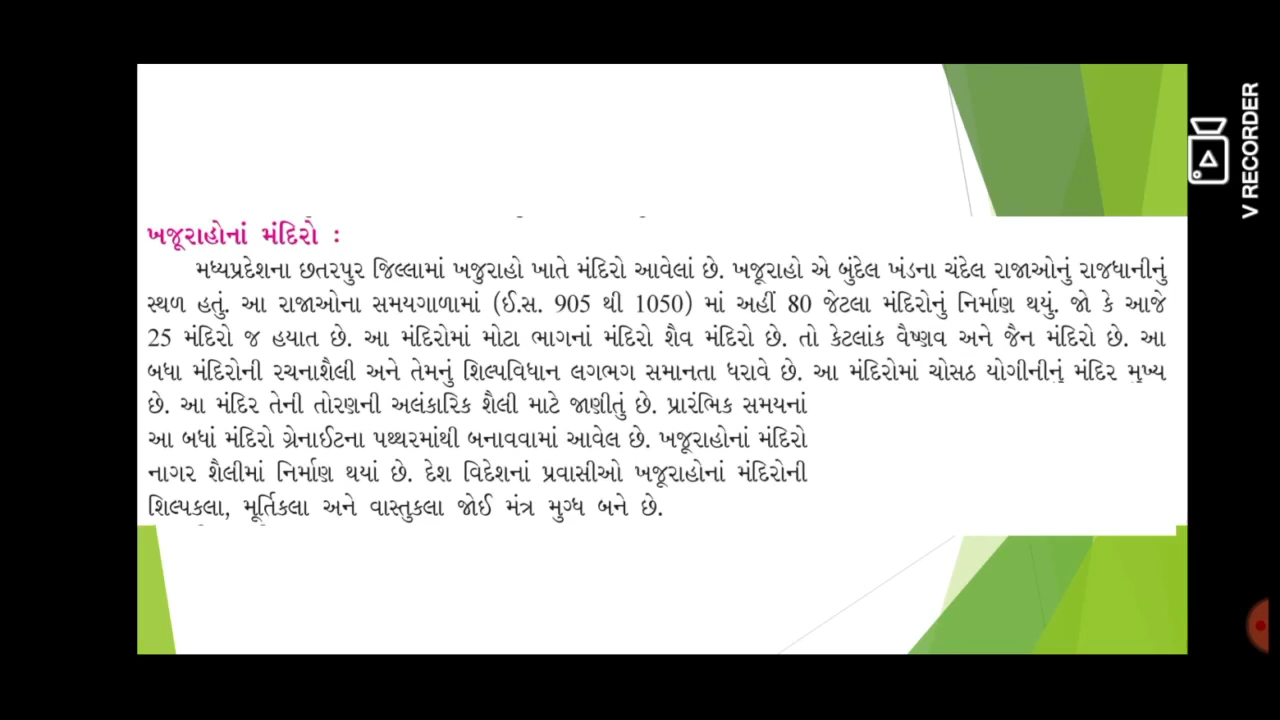 ખજૂરાહોનાં મંદિરો :
મધ્યપ્રદેશના છતરપુર જિલ્લામાં ખજુરાહો ખાતે મંદિરો આવેલાં છે. ખજૂરાહો એ બુંદેલ ખંડના ચંદેલ રાજાઓનું રાજધાનીનું
સ્થળ હતું. આ રાજાઓના સમયગાળામાં (ઈ.સ. 905 થી 1050) માં અહીં 80 જેટલા મંદિરોનું નિર્માણ થયું. જો કે આજે
25 મંદિરો જ હયાત છે. આ મંદિરોમાં મોટા ભાગનાં મંદિરો શૈવ મંદિરો છે. તો કેટલાંક વૈષ્ણવ અને જૈન મંદિરો છે. આ
બધા મંદિરોની રચનાશૈલી અને તેમનું શિલ્પવિધાન લગભગ સમાનતા ધરાવે છે. આ મંદિરોમાં ચોસઠ યોગીનીનું મંદિર મુખ્ય
છે. આ મંદિર તેની તોરણની અલંકારિક શૈલી માટે જાણીતું છે. પ્રારંભિક સમયનાં
આ બધાં મંદિરો ગ્રેનાઈટના પથ્થરમાંથી બનાવવામાં આવેલ છે. ખજૂરાહોનાં મંદિરો
નાગર શૈલીમાં નિર્માણ થયાં છે. દેશ વિદેશનાં પ્રવાસીઓ ખજૂરાહોનાં મંદિરોની
શિલ્પકલા, મૂર્તિકલા અને વાસ્તુકલા જોઈ મંત્ર મુગ્ધ બને છે.
V RECORDER